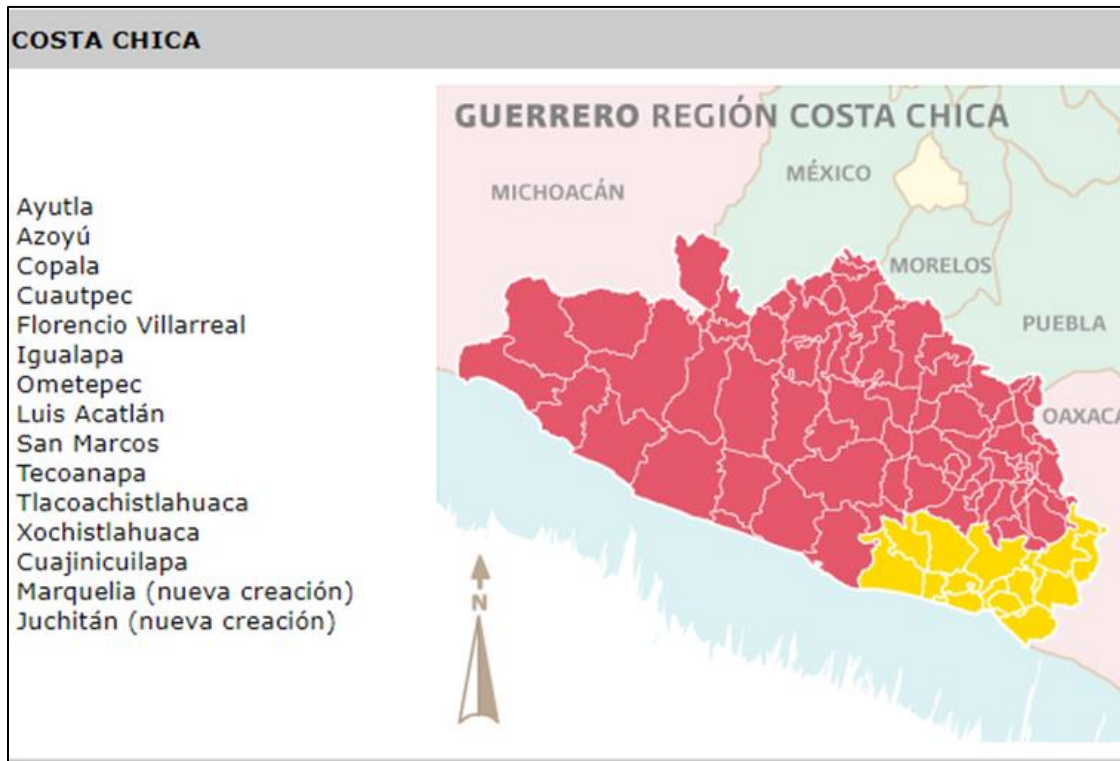 COSTA CHICA
GUERRERO REGIÓN COSTA CHICA
MÉXICO
MICHOACÁN
MORELOS
PUEBLA
OAXACA
N
Ayutla
Azoyú
Copala
Cuautpec
Florencio Villarreal
Igualapa
Ometepec
Luis Acatlán
San Marcos
Tecoanapa
Tlacoachistlahuaca
Xochistlahuaca
Cuajinicuilapa
Marquelia (nueva creación)
Juchitán (nueva creación)